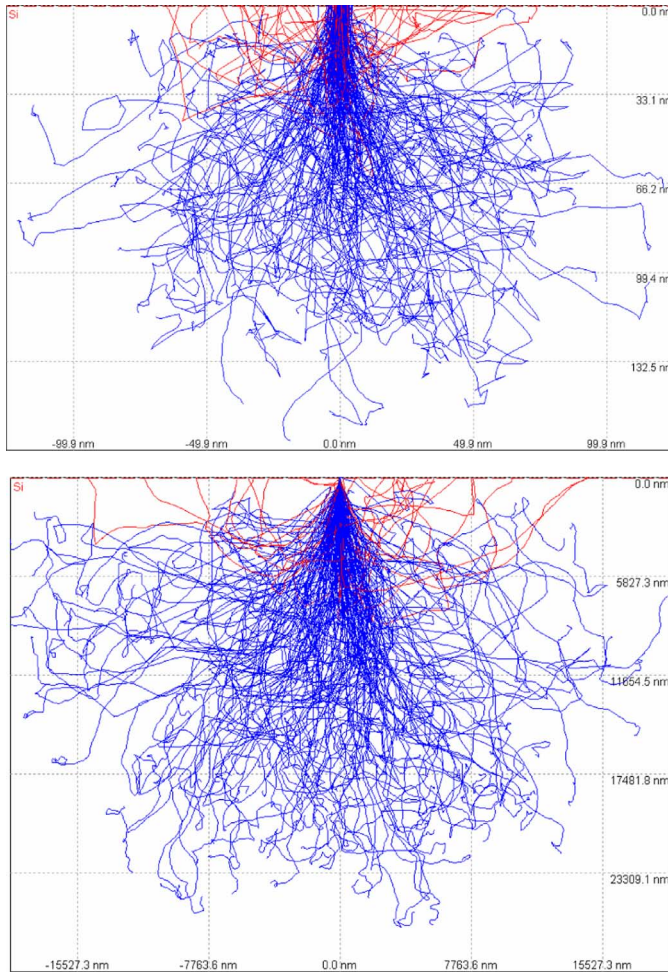 Si
0.0 nm
33.1 nm
66.2 nm
99.4 nm
132.5 nm
-99.9 nm -49.9 nm 0.0 nm 49.9 nm 99.9 nm
Si
0.0 nm
5827.3 nm
11654.5 nm
17481.8 nm
23309.1 nm
-15527.3 nm -7763.6 nm 0.0 nm 7763.6 nm 15527.3 nm